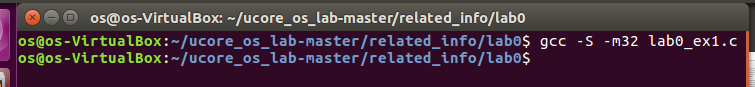 os@os-VirtualBox: ~/ucore_os_lab-master/related_info/lab0
os@os-VirtualBox:~/ucore_os_lab-master/related_info/lab0$ gcc -S -m32 lab0_ex1.c
os@os-VirtualBox:~/ucore_os_lab-master/related_info/lab0$